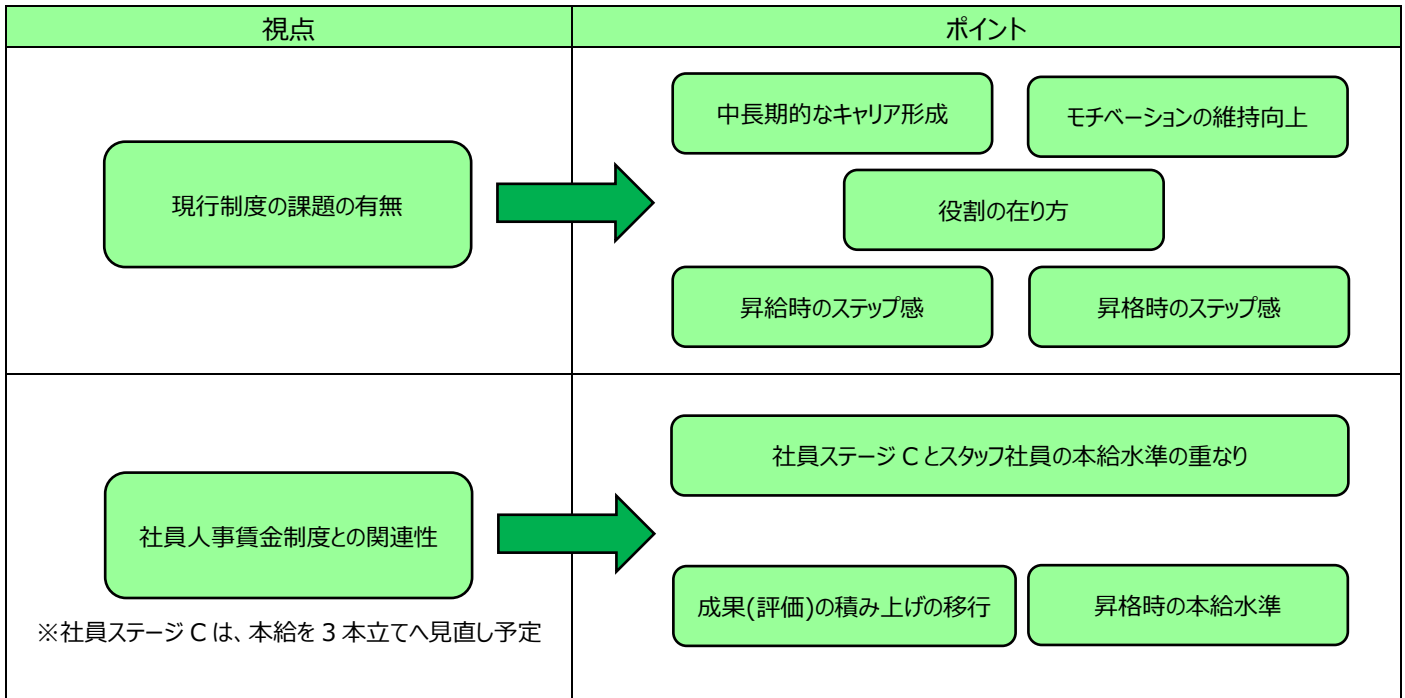 視点
ポイント
現行制度の課題の有無
中長期的なキャリア形成
モチベーションの維持向上
役割の在り方
昇給時のステップ感
昇格時のステップ感
社員人事賃金制度との関連性
※社員ステージ C は、本給を 3 本立てへ見直し予定
社員ステージ C とスタッフ社員の本給水準の重なり
成果(評価)の積み上げの移行
昇格時の本給水準